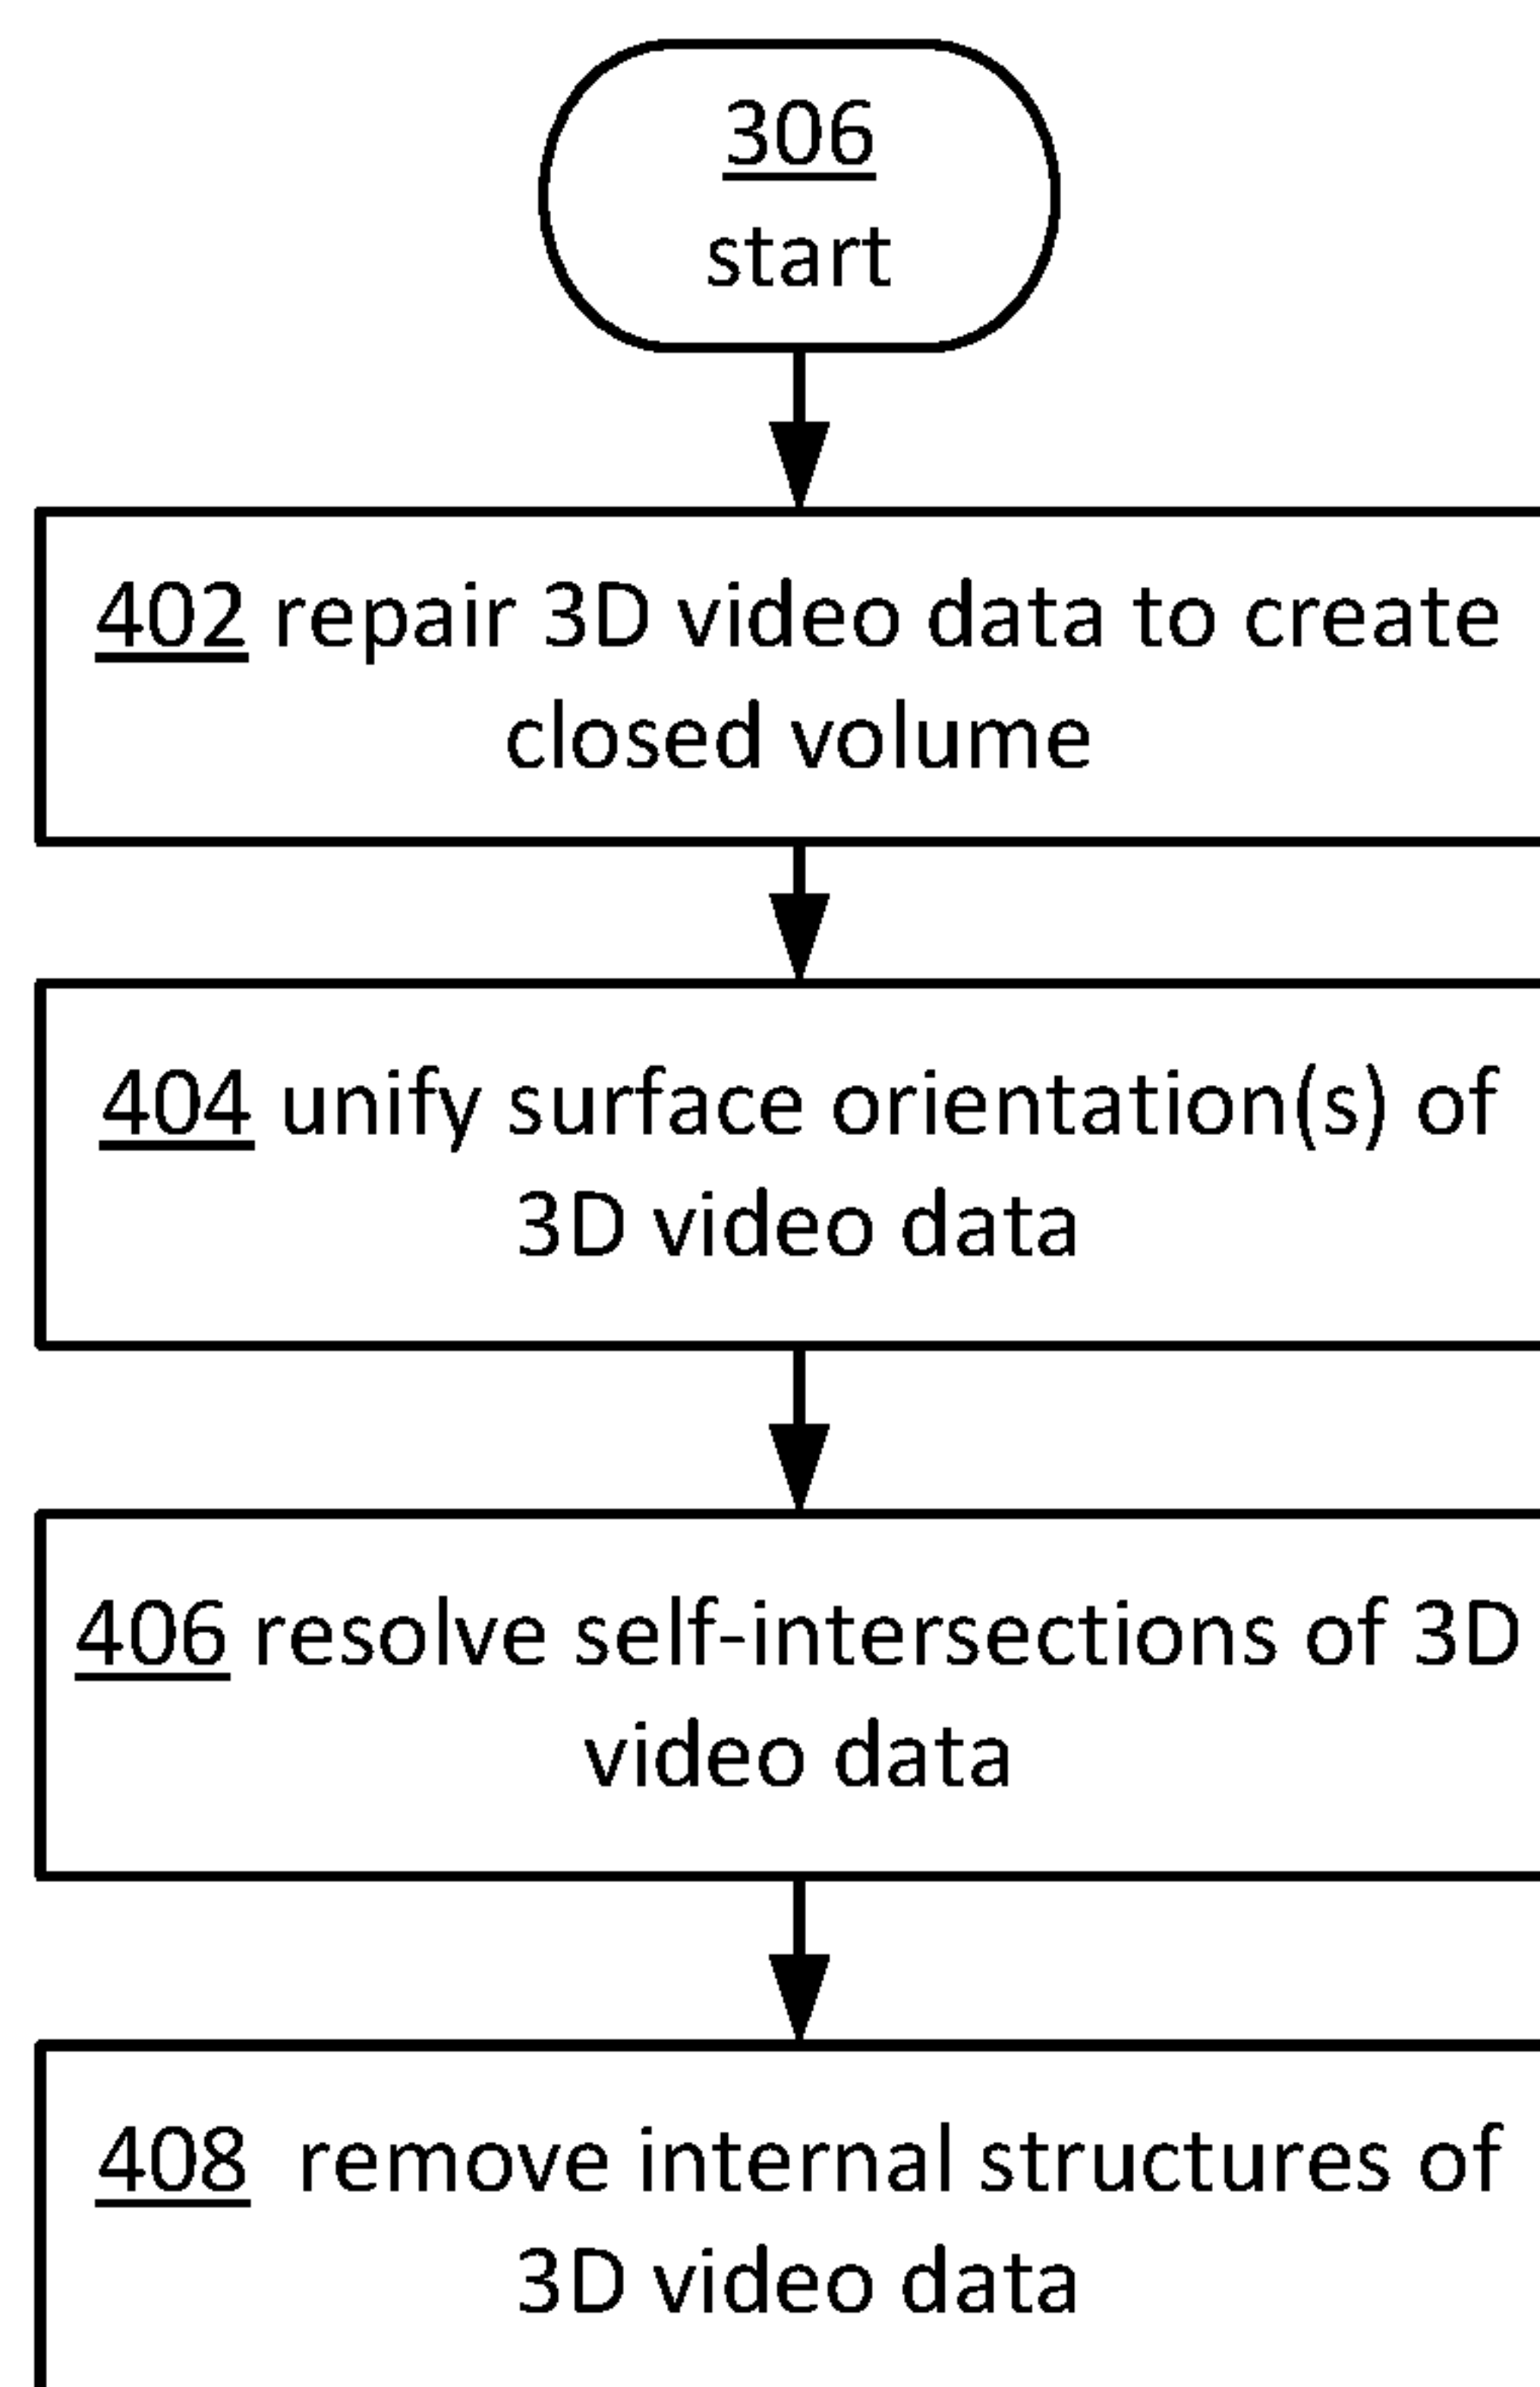 306
start
402 repair 3D video data to create
closed volume
404 unify surface orientation(s) of
3D video data
406 resolve self-intersections of 3D
video data
408 remove internal structures of
3D video data